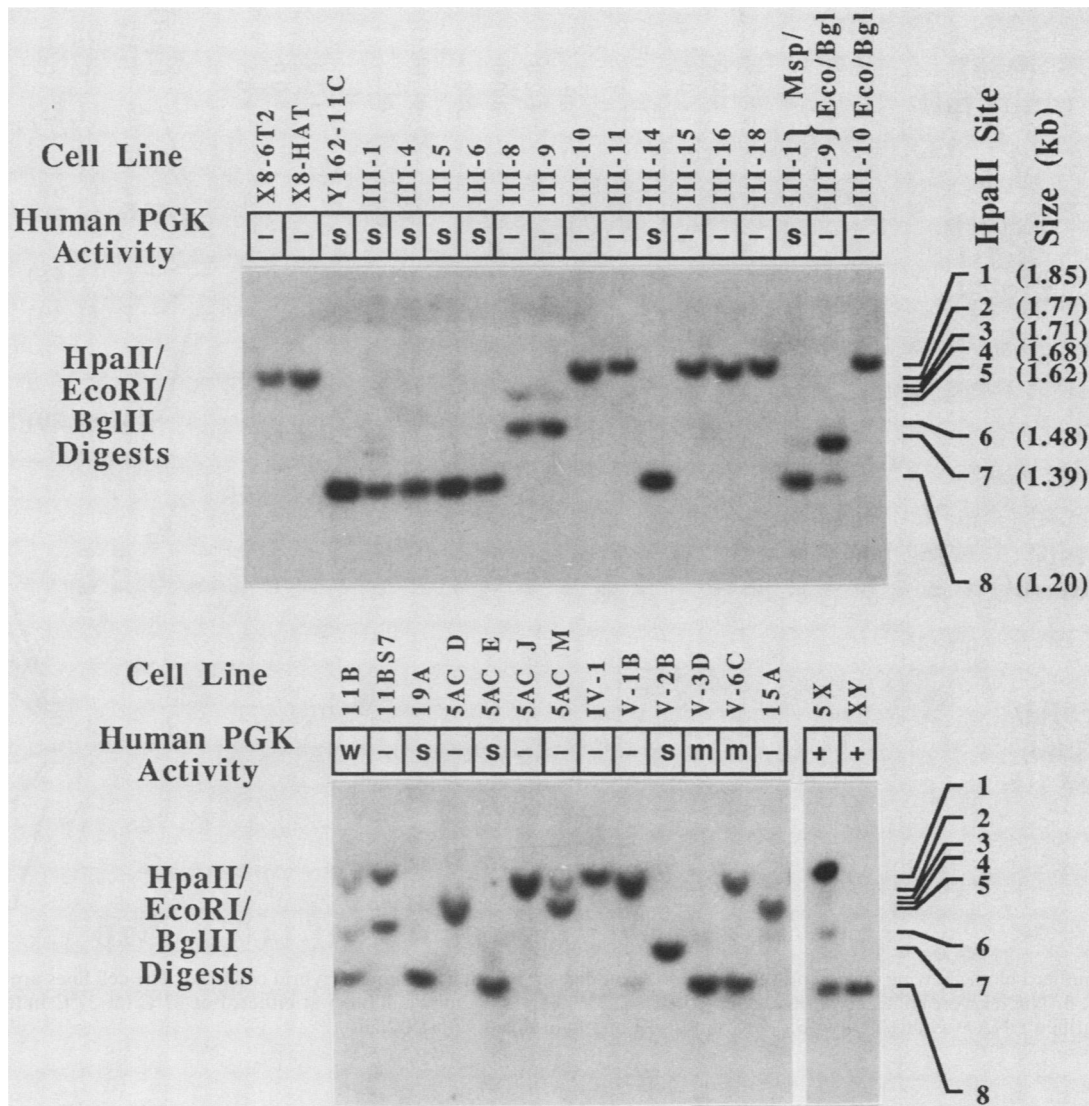 Cell Line
X8-6T2
X8-HAT
Y162-11C
III-1
III-4
III-5
III-6
III-8
III-9
III-10
III-11
III-14
III-15
III-16
III-18
III-1 } Msp/
III-9 } Eco/Bgl
III-10 Eco/Bgl
HpaII Site
Size (kb)
Human PGK
Activity
– – S S S S S – – – – S – – – S – –
HpaII/
EcoRI/
BglII
Digests
1 (1.85)
2 (1.77)
3 (1.71)
4 (1.68)
5 (1.62)
6 (1.48)
7 (1.39)
8 (1.20)
Cell Line
11B
11BS7
19A
5AC D
5AC E
5AC J
5AC M
IV-1
V-1B
V-2B
V-3D
V-6C
15A
5X
XY
Human PGK
Activity
W – S – S – – – – S m m – + +
HpaII/
EcoRI/
BglII
Digests
1
2
3
4
5
6
7
8